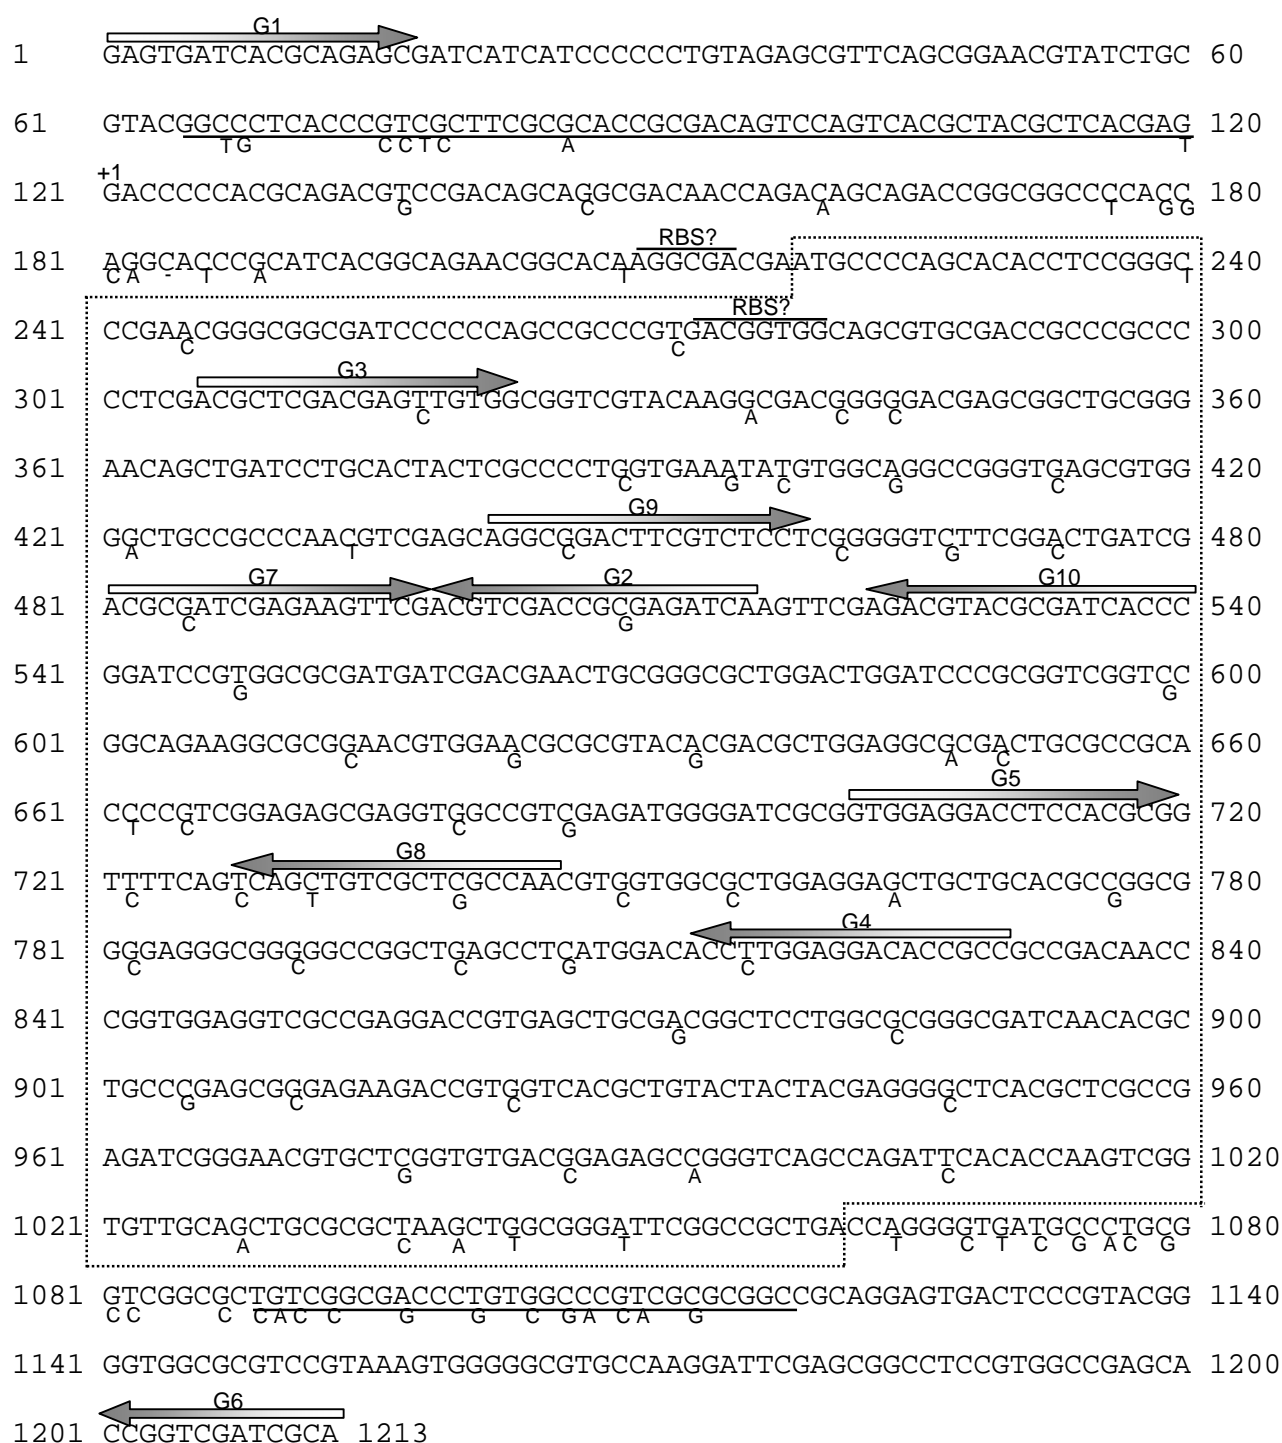 G1
1 GAGTGATCACGCAGAGCGATCATCATCCCCCCTGTAGAGCGTTCAGCGGAACGTATCTGC 60
61 GTACGGCCCTCACCCGTCGCTTCGCGCACCGCGACAGTCCAGTCACGCTACGCTCACGAG 120
T G C C T C A T
+1
121 GACCCCCACGCAGACGTCCGACAGCAGGCGACAACCAGACAGCAGACCGGCGGCCCCACC 180
G C A T G G
RBS?
181 AGGCACCCGCATCACGGCAGAACGGCACAAGGCGACGAATGCCCCAGCACACCTCCGGGC 240
C A - T A T T
RBS?
241 CCGAACGGGCGGCGATCCCCCCAGCCGCCCGTCGACGGTGGCAGCGTGCGACCGCCCGCCC 300
C C
G3
301 CCTCGACGCTCGACGAGTTGTGGCGGTCGTACAAGGCGACGGGGACGAGCGGCTGCGGG 360
C A C C
361 AACAGCTGATCCTGCACTACTCGCCCCTGGTGAAATATGTGGCAGGCCGGGTGAGCGTGG 420
C G C G C
G9
421 GGCTGCCGCCCAACGTCGAGCAGGCGGACTTCGTCTCCTCGGGGGTCTTCGGACTGATCG 480
A T C C G C
G7 G2 G10
481 ACGCGATCGAGAAGTTCGACGTCGACCGCGAGATCAAGTTCGAGACGTACGCGATCACCC 540
C G
541 GGATCCGTGGCGCGATGATCGACGAACTGCGGGCGCTGGACTGGATCCCGCGGTCGGTCC 600
G G
601 GGCAGAAGGCGCGGAACGTGGAACGCGCGTACACGACGCTGGAGGCGCGACTGCGCCGCA 660
C G G A C
G5
661 CCCCGTCGGAGAGCGAGGTGGCCGTCGAGATGGGGATCGCGGTGGAGGACCTCCACGCGG 720
T C C G
G8
721 TTTTCAGTCAGCTGTCGCTCGCCAACGTGGTGGCGCTGGAGGAGCTGCTGCACGCCGGCG 780
C C T G C C A G
G4
781 GGGAGGGCGGGGGCCGGCTGAGCCTCATGGACACCTTGGAGGACACCGCCGCCGACAACC 840
C C C G C
841 CGGTGGAGGTCGCCGAGGACCGTGAGCTGCGACGGCTCCTGGCGCGGGCGATCAACACGC 900
G C
901 TGCCCGAGCGGGAGAAGACCGTGGTCACGCTGTACTACTACGAGGGGCTCACGCTCGCCG 960
G C C C
961 AGATCGGGAACGTGCTCGGTGTGACGGAGAGCCGGGTCAGCCAGATTCACACCAAGTCGG 1020
G C A C
1021 TGTTGCAGCTGCGCGCTAAGCTGGCGGGATTCGGCCGCTGACCAGGGGTGATGCCCTGCG 1080
A C A T T T C T C G A C G
1081 GTCGGCGCTGTCGGCGACCCTGTGGCCCGTCGCGCGGCCGCAGGAGTGACTCCCGTACGG 1140
C C C C A C C G G C G A C A G
1141 GGTGGCGCGTCCGTAAAGTGGGGGCGTGCCAAGGATTCGAGCGGCCTCCGTGGCCGAGCA 1200
G6
1201 CCGGTCGATCGCA 1213